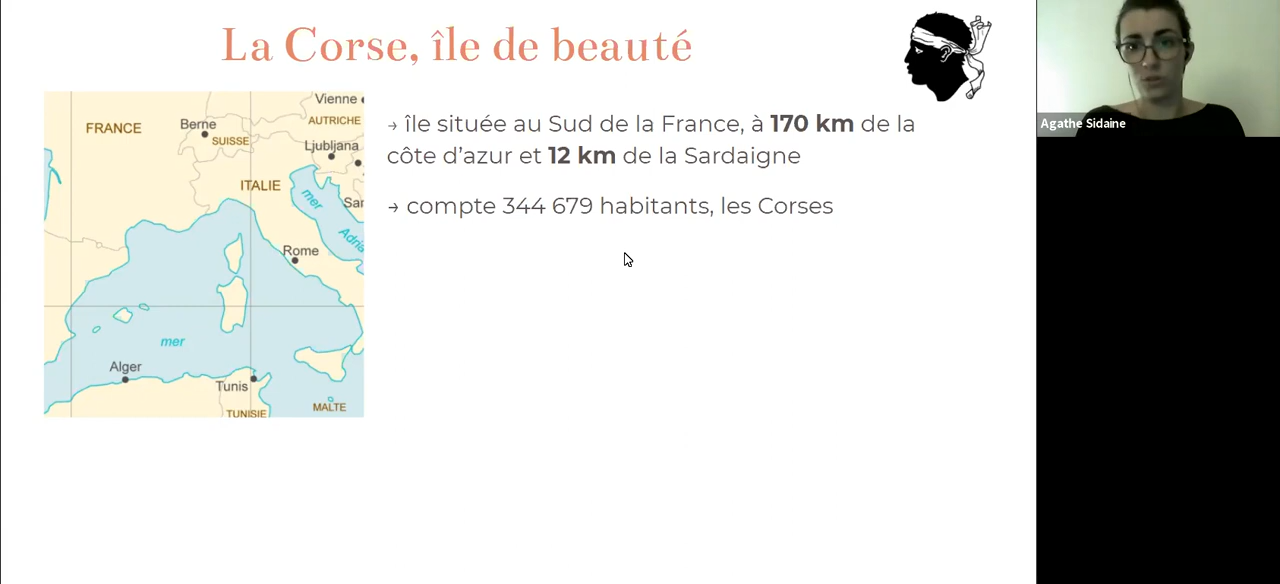 La Corse, île de beauté
→ île située au Sud de la France, à 170 km de la
côte d’azur et 12 km de la Sardaigne
→ compte 344 679 habitants, les Corses
Vienne
FRANCE
Berne
AUTRICHE
SUISSE
Ljubljana
ITALIE
mer
Sar
Adria
Rome
mer
Alger
Tunis
MALTE
TUNISIE
Agathe Sidaine